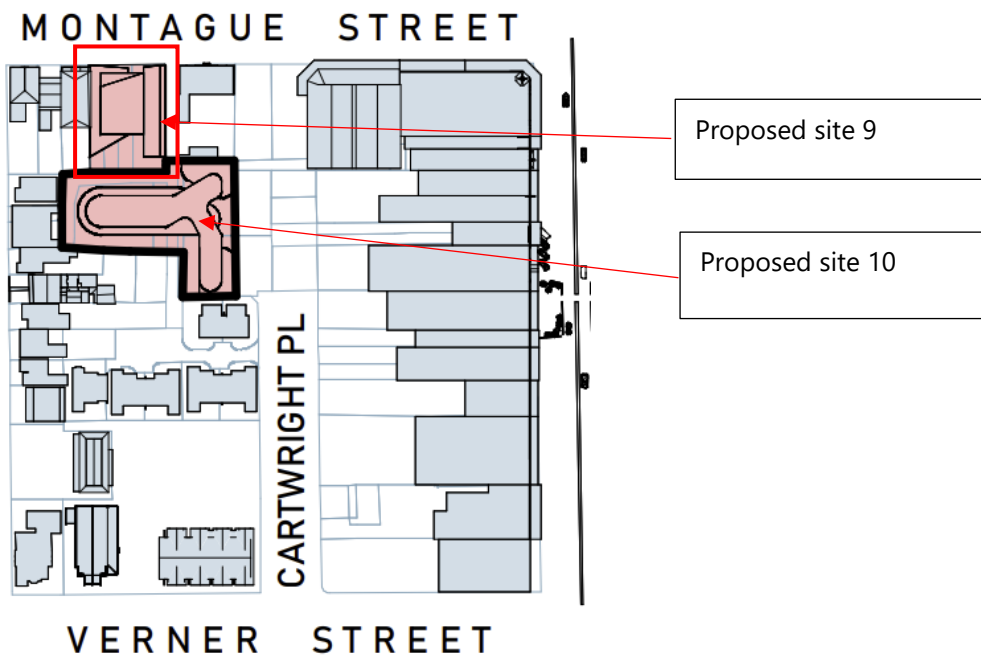 MONTAGUE STREET
Proposed site 9
Proposed site 10
CARTWRIGHT PL
VERNER STREET